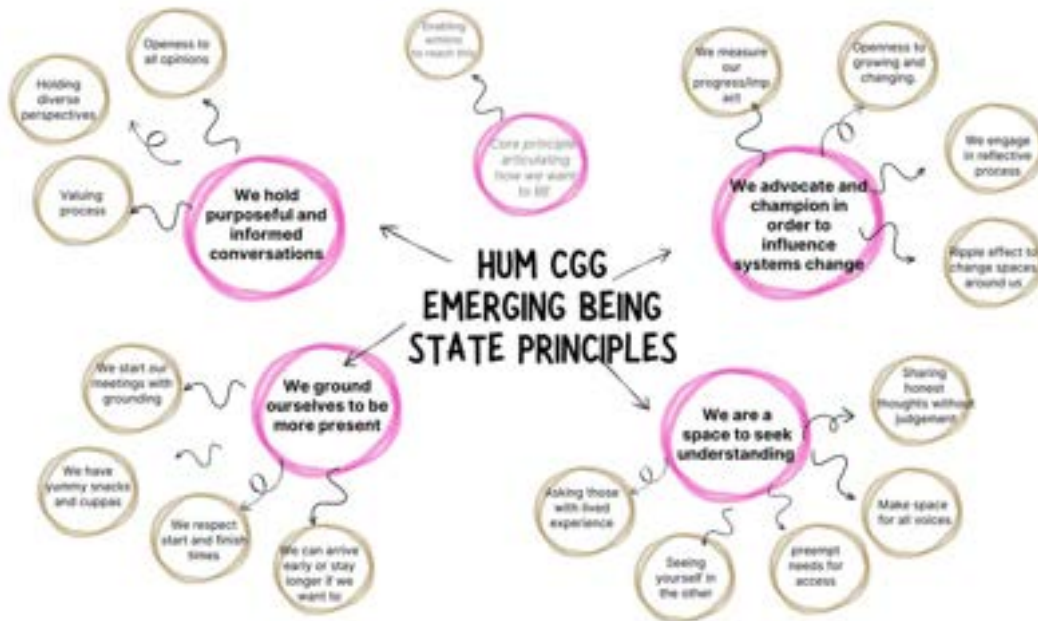 Openess to
all opinions
Holding
diverse
perspectives
Valuing
process
We hold
purposeful and
informed
conversations
Enabling
actions
to reach this
Core principle
articulating
how we want
to BE
We measure
our
progress/imp
act
Openness to
growing and
changing.
We engage
in reflective
process
Ripple effect to
change spaces
around us
We advocate and
champion in
order to
influence
systems change
HUM CGG
EMERGING BEING
STATE PRINCIPLES
We start our
meetings with
grounding
We have
yummy snacks
and cuppas
We respect
start and finish
times
We can arrive
early or stay
longer if we
want to
We ground
ourselves to be
more present
We are a
space to seek
understanding
Sharing
honest
thoughts without
judgement
Make space
for all voices
preempt
needs for
access
Seeing
yourself in
the other
Asking those
with lived
experience